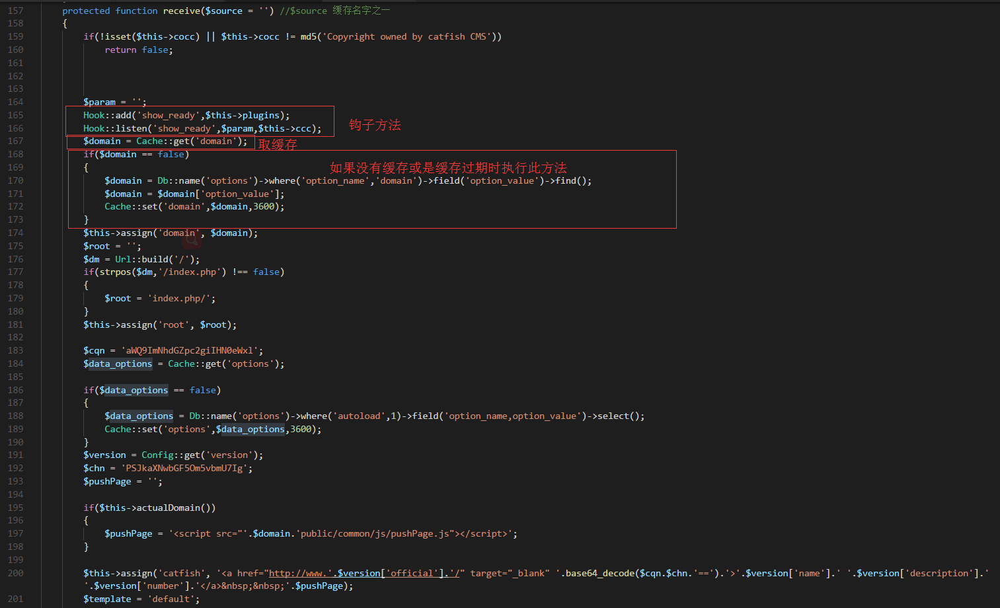 157 protected function receive($source = '') //$source 缓存名字之一
158 {
159 if(!isset($this->cocc) || $this->cocc != md5('Copyright owned by catfish CMS'))
160 return false;
161
162
163
164 $param = '';
165 Hook::add('show_ready',$this->plugins);
166 Hook::listen('show_ready',$param,$this->ccc);
钩子方法
167 $domain = Cache::get('domain');
取缓存
168 if($domain == false)
169 {
如果没有缓存或是缓存过期时执行此方法
170 $domain = Db::name('options')->where('option_name','domain')->field('option_value')->find();
171 $domain = $domain['option_value'];
172 Cache::set('domain',$domain,3600);
173 }
174 $this->assign('domain', $domain);
175 $root = '';
176 $dm = Url::build('/');
177 if(strpos($dm,'/index.php') !== false)
178 {
179 $root = 'index.php/';
180 }
181 $this->assign('root', $root);
182
183 $cqn = 'aWQ9ImNhdGZpc2giIHN0eWxl';
184 $data_options = Cache::get('options');
185
186 if($data_options == false)
187 {
188 $data_options = Db::name('options')->where('autoload',1)->field('option_name,option_value')->select();
189 Cache::set('options',$data_options,3600);
190 }
191 $version = Config::get('version');
192 $chn = 'PSJkaXNwbGF5Om5vbmU7Ig';
193 $pushPage = '';
194
195 if($this->actualDomain())
196 {
197 $pushPage = '<script src="'.$domain.'public/common/js/pushPage.js"></script>';
198 }
199
200 $this->assign('catfish', '<a href="http://www.'.$version['official'].'/" target="_blank" '.base64_decode($cqn.$chn.'==').'>'.$version['name'].' '.$version['description'].'
'.$version['number'].'</a>&nbsp;&nbsp;'.$pushPage);
201 $template = 'default';